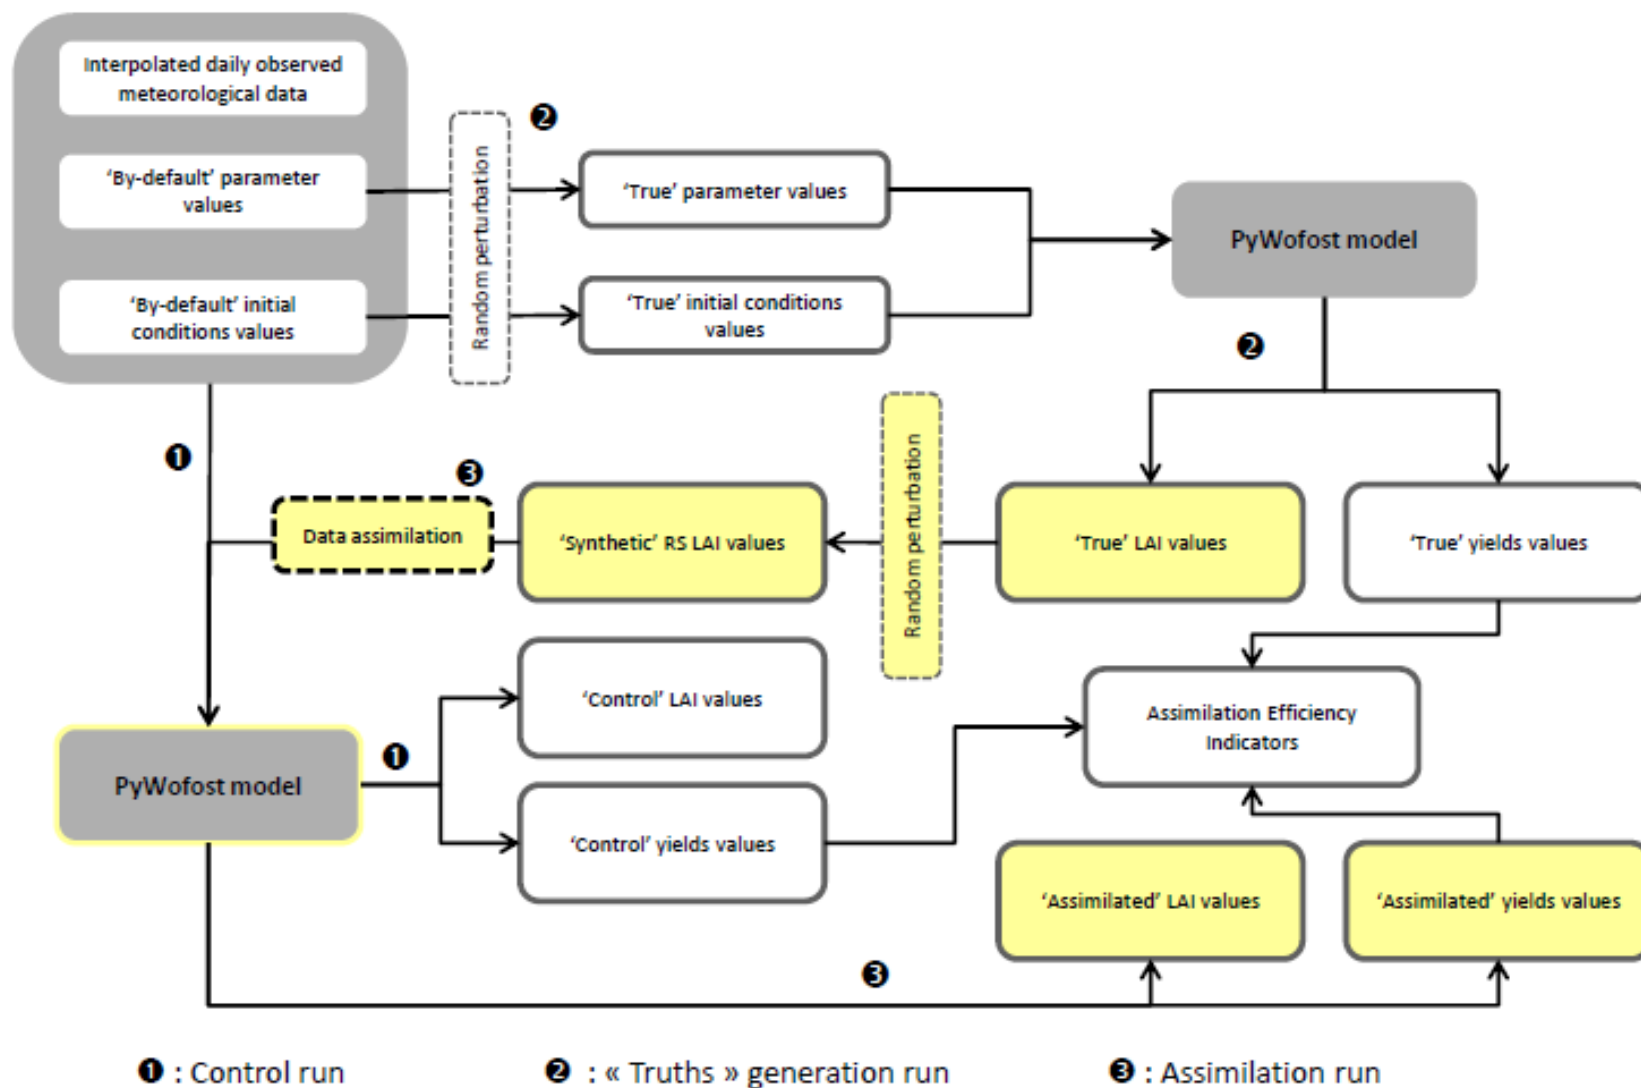 Interpolated daily observed
meteorological data
‘By-default’ parameter
values
‘By-default’ initial
conditions values
Random perturbation
❷
‘True’ parameter values
‘True’ initial conditions
values
PyWofost model
❷
❶
❸
Data assimilation
‘Synthetic’ RS LAI values
Random perturbation
‘True’ LAI values
‘True’ yields values
‘Control’ LAI values
Assimilation Efficiency
Indicators
PyWofost model
❶
‘Control’ yields values
‘Assimilated’ LAI values
‘Assimilated’ yields values
❸
❶ : Control run
❷ : « Truths » generation run
❸ : Assimilation run